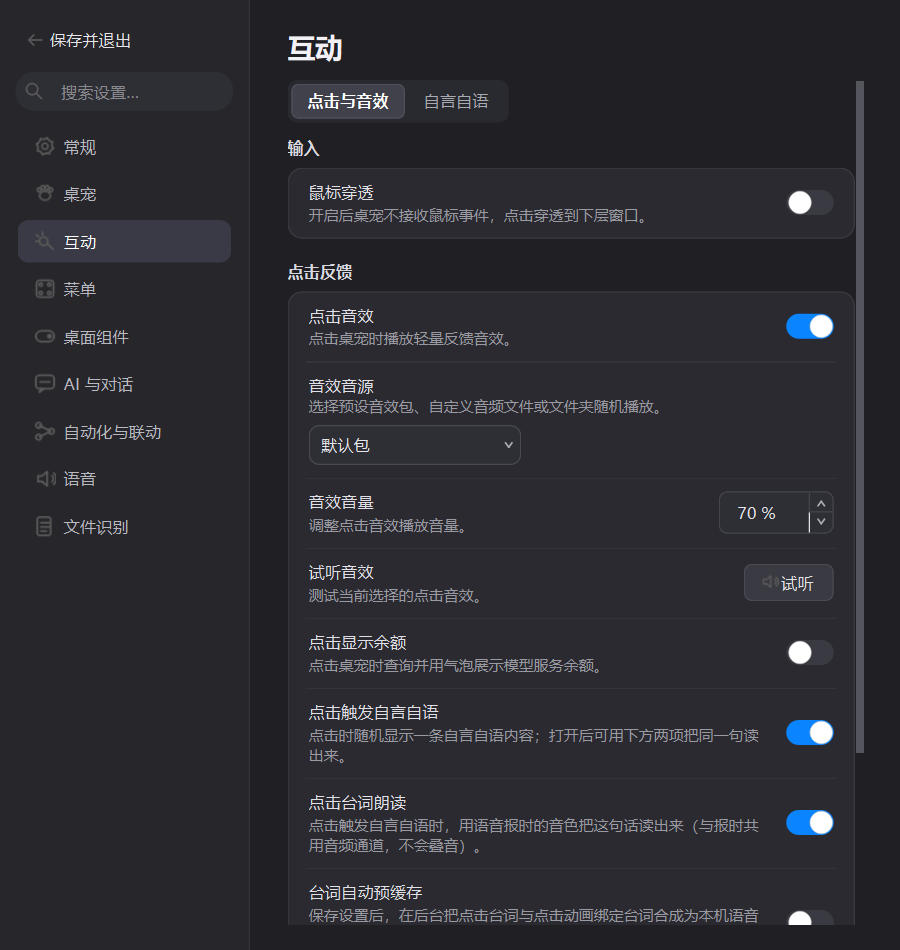 保存并退出
搜索设置...
常规
桌宠
互动
菜单
桌面组件
AI 与对话
自动化与联动
语音
文件识别
互动
点击与音效
自言自语
输入
鼠标穿透
开启后桌宠不接收鼠标事件，点击穿透到下层窗口。
点击反馈
点击音效
点击桌宠时播放轻量反馈音效。
音效音源
选择预设音效包、自定义音频文件或文件夹随机播放。
默认包
音效音量
调整点击音效播放音量。
70 %
试听音效
测试当前选择的点击音效。
试听
点击显示余额
点击桌宠时查询并用气泡展示模型服务余额。
点击触发自言自语
点击时随机显示一条自言自语内容；打开后可用下方两项把同一句读
出来。
点击台词朗读
点击触发自言自语时，用语音报时的音色把这句话读出来（与报时共
用音频通道，不会叠音）。
台词自动预缓存
保存设置后，在后台把点击台词与点击动画绑定台词合成为本机语音